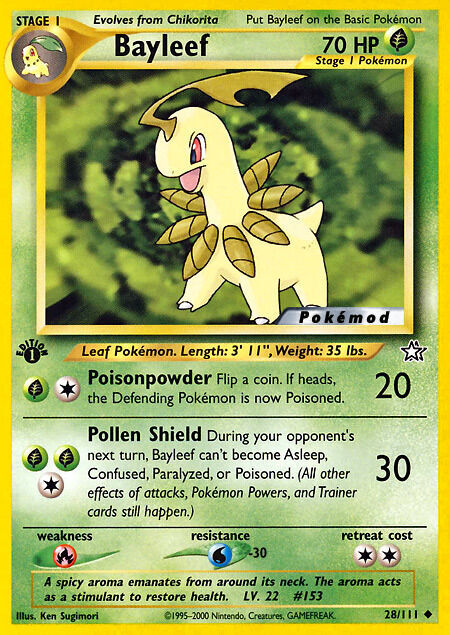 STAGE 1 Evolves from Chikorita Put Bayleef on the Basic Pokémon
Bayleef 70 HP
Stage 1 Pokémon
Pokémod
EDITION
1
Leaf Pokémon. Length: 3' 11", Weight: 35 lbs.
Poisonpowder Flip a coin. If heads,
the Defending Pokémon is now Poisoned.
20
Pollen Shield During your opponent's
next turn, Bayleef can't become Asleep,
Confused, Paralyzed, or Poisoned. (All other
effects of attacks, Pokémon Powers, and Trainer
cards still happen.)
30
weakness resistance retreat cost
-30
A spicy aroma emanates from around its neck. The aroma acts
as a stimulant to restore health. LV. 22 #153
Illus. Ken Sugimori ©1995-2000 Nintendo, Creatures, GAMEFREAK. 28/111